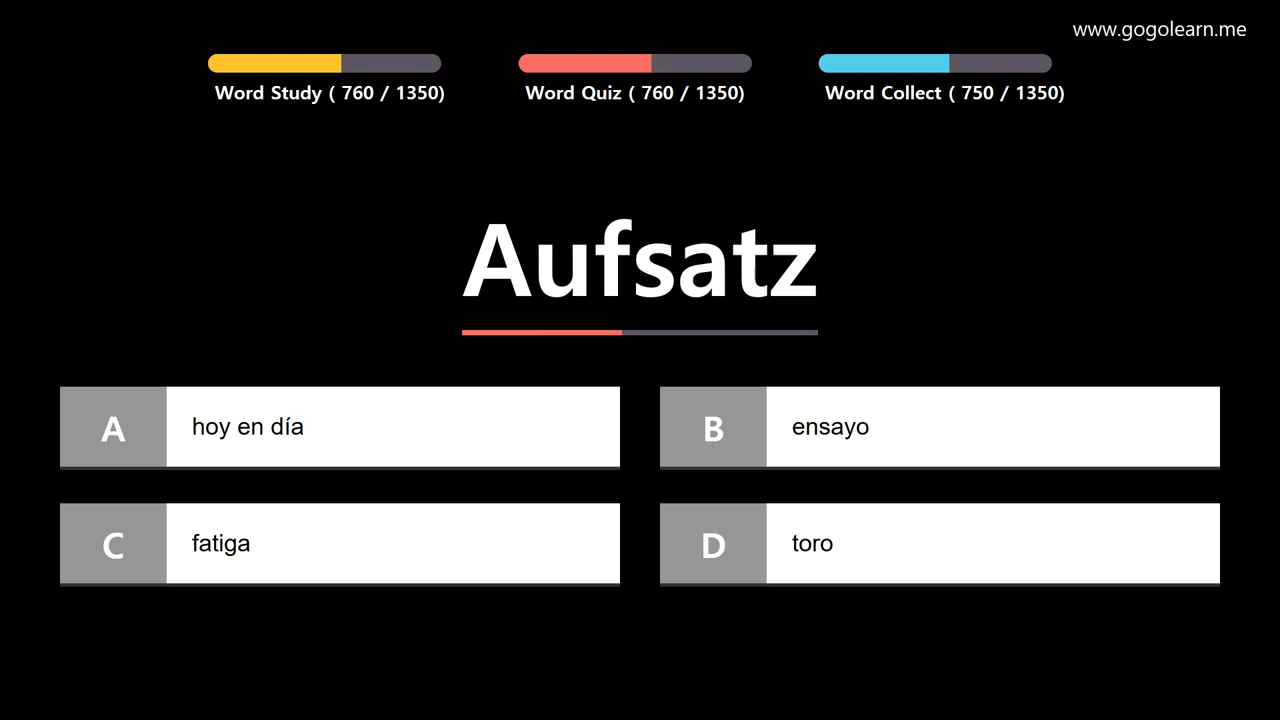 www.gogolearn.me
Word Study ( 760 / 1350)
Word Quiz ( 760 / 1350)
Word Collect ( 750 / 1350)
Aufsatz
A hoy en día
B ensayo
C fatiga
D toro